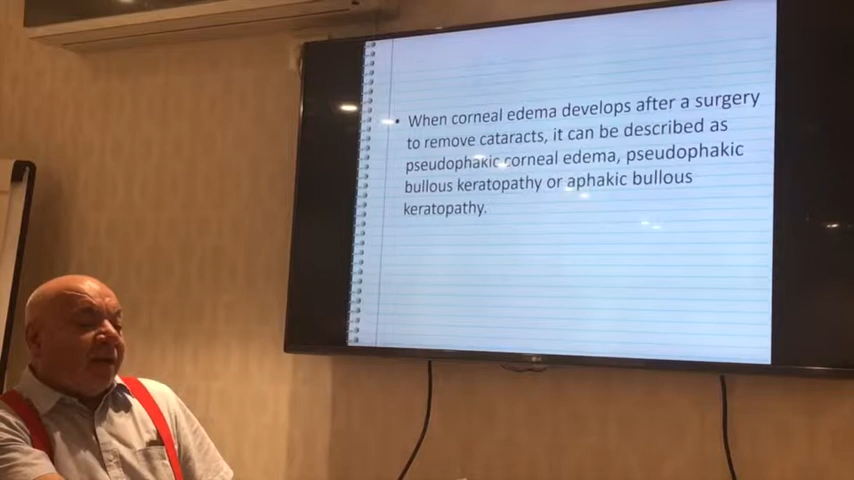 • When corneal edema develops after a surgery
to remove cataracts, it can be described as
pseudophakic corneal edema, pseudophakic
bullous keratopathy or aphakic bullous
keratopathy.
LG